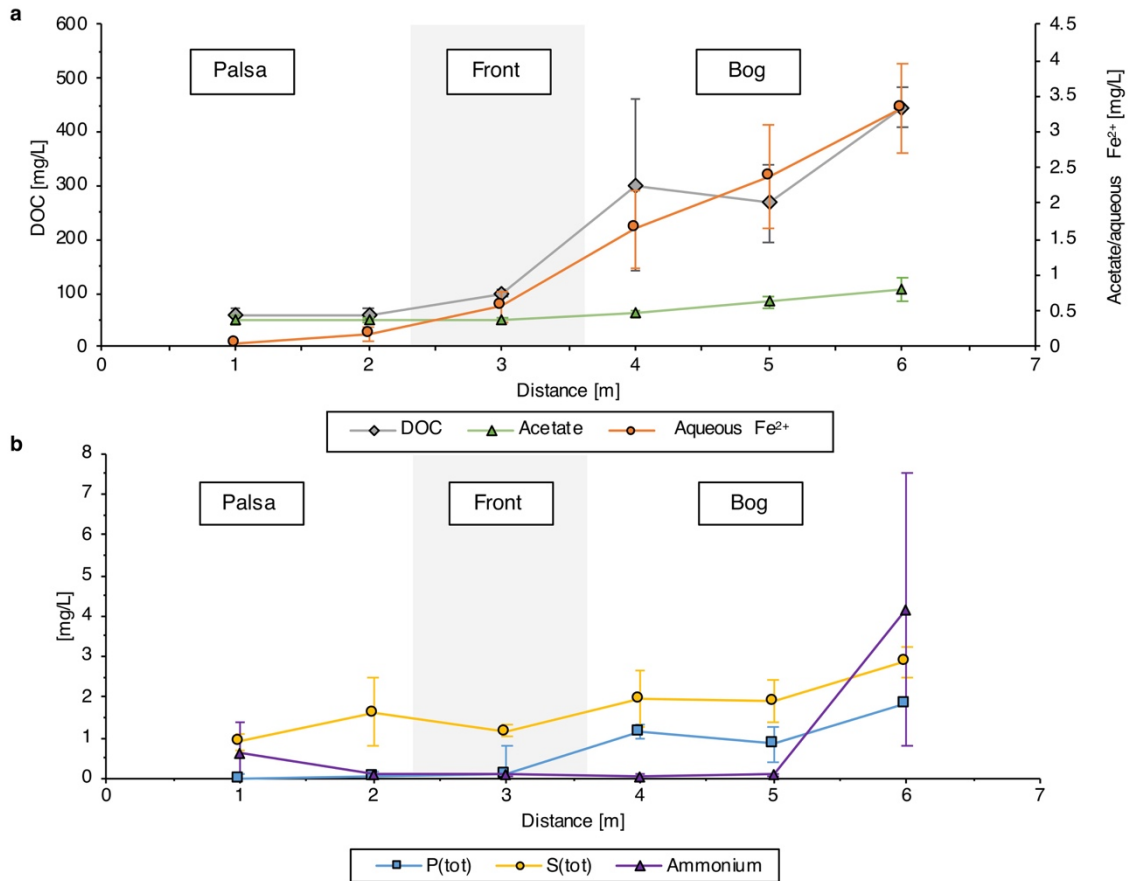 a
600
500
400
300
200
100
0
DOC [mg/L]
Palsa
Front
Bog
4.5
4
3.5
3
2.5
2
1.5
1
0.5
0
Acetate/aqueous Fe²⁺ [mg/L]
0 1 2 3 4 5 6 7
Distance [m]
DOC Acetate Aqueous Fe²⁺
b
8
7
6
5
4
3
2
1
0
[mg/L]
Palsa
Front
Bog
0 1 2 3 4 5 6 7
Distance [m]
P(tot) S(tot) Ammonium